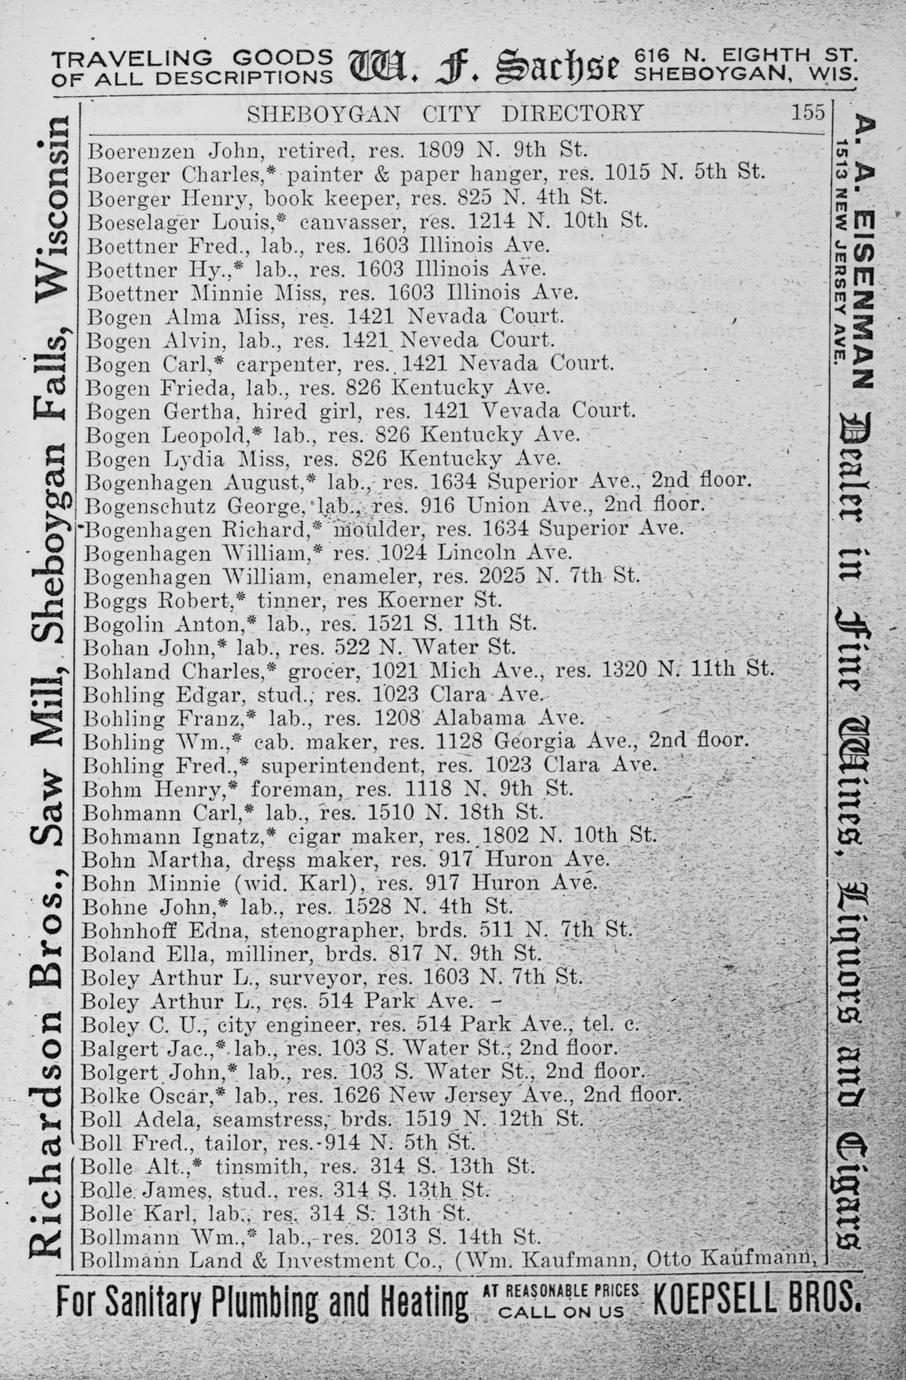 TRAVELING GOODS
OF ALL DESCRIPTIONS
W. F. Sachse
616 N. EIGHTH ST.
SHEBOYGAN, WIS.
SHEBOYGAN CITY DIRECTORY 155
Boerenzen John, retired, res. 1809 N. 9th St.
Boerger Charles,* painter & paper hanger, res. 1015 N. 5th St.
Boerger Henry, book keeper, res. 825 N. 4th St.
Boeselager Louis,* canvasser, res. 1214 N. 10th St.
Boettner Fred., lab., res. 1603 Illinois Ave.
Boettner Hy.,* lab., res. 1603 Illinois Ave.
Boettner Minnie Miss, res. 1603 Illinois Ave.
Bogen Alma Miss, res. 1421 Nevada Court.
Bogen Alvin, lab., res. 1421 Neveda Court.
Bogen Carl,* carpenter, res. 1421 Nevada Court.
Bogen Frieda, lab., res. 826 Kentucky Ave.
Bogen Gertha, hired girl, res. 1421 Vevada Court.
Bogen Leopold,* lab., res. 826 Kentucky Ave.
Bogen Lydia Miss, res. 826 Kentucky Ave.
Bogenhagen August,* lab., res. 1634 Superior Ave., 2nd floor.
Bogenschutz George, lab., res. 916 Union Ave., 2nd floor.
Bogenhagen Richard,* moulder, res. 1634 Superior Ave.
Bogenhagen William,* res. 1024 Lincoln Ave.
Bogenhagen William, enameler, res. 2025 N. 7th St.
Boggs Robert,* tinner, res Koerner St.
Bogolin Anton,* lab., res. 1521 S. 11th St.
Bohan John,* lab., res. 522 N. Water St.
Bohland Charles,* grocer, 1021 Mich Ave., res. 1320 N. 11th St.
Bohling Edgar, stud., res. 1023 Clara Ave.
Bohling Franz,* lab., res. 1208 Alabama Ave.
Bohling Wm.,* cab. maker, res. 1128 Georgia Ave., 2nd floor.
Bohling Fred.,* superintendent, res. 1023 Clara Ave.
Bohm Henry,* foreman, res. 1118 N. 9th St.
Bohmann Carl,* lab., res. 1510 N. 18th St.
Bohmann Ignatz,* cigar maker, res. 1802 N. 10th St.
Bohn Martha, dress maker, res. 917 Huron Ave.
Bohn Minnie (wid. Karl), res. 917 Huron Ave.
Bohne John,* lab., res. 1528 N. 4th St.
Bohnhoff Edna, stenographer, brds. 511 N. 7th St.
Boland Ella, milliner, brds. 817 N. 9th St.
Boley Arthur L., surveyor, res. 1603 N. 7th St.
Boley Arthur L., res. 514 Park Ave.
Boley C. U., city engineer, res. 514 Park Ave., tel. c.
Balgert Jac.,* lab., res. 103 S. Water St., 2nd floor.
Bolgert John,* lab., res. 103 S. Water St., 2nd floor.
Bolke Oscar,* lab., res. 1626 New Jersey Ave., 2nd floor.
Boll Adela, seamstress, brds. 1519 N. 12th St.
Boll Fred., tailor, res. 914 N. 5th St.
Bolle Alt.,* tinsmith, res. 314 S. 13th St.
Bolle James, stud., res. 314 S. 13th St.
Bolle Karl, lab., res. 314 S. 13th St.
Bollmann Wm.,* lab., res. 2013 S. 14th St.
Bollmann Land & Investment Co., (Wm. Kaufmann, Otto Kaufmann,
Richardson Bros., Saw Mill, Sheboygan Falls, Wisconsin
A. A. EISENMAN
1513 NEW JERSEY AVE.
Dealer in Fine Wines, Liquors and Cigars
For Sanitary Plumbing and Heating
AT REASONABLE PRICES
CALL ON US
KOEPSELL BROS.